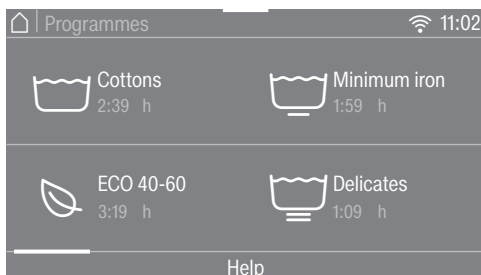 Programmes 11:02
Cottons
2:39 h
Minimum iron
1:59 h
ECO 40-60
3:19 h
Delicates
1:09 h
Help